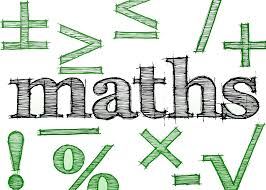 ± ≥ ≥ / +
maths
! % × − √